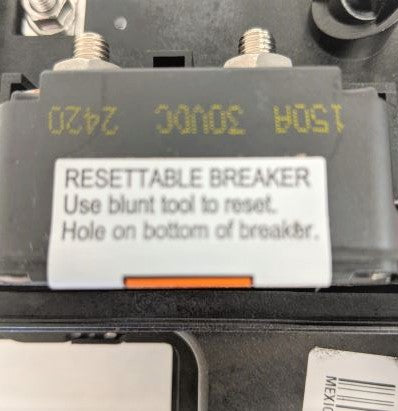 150A 30VDC 2420
RESETTABLE BREAKER
Use blunt tool to reset.
Hole on bottom of breaker.